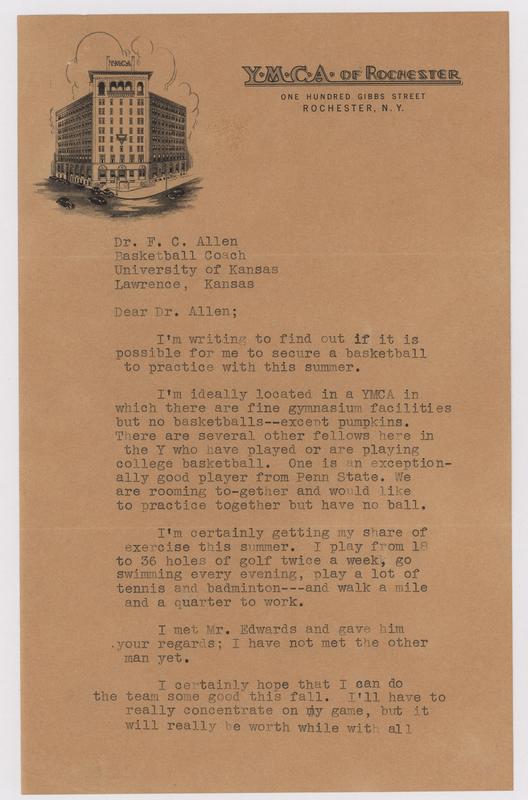 YMCA
Y·M·C·A· OF ROCHESTER
ONE HUNDRED GIBBS STREET
ROCHESTER, N.Y.
Dr. F. C. Allen
Basketball Coach
University of Kansas
Lawrence, Kansas
Dear Dr. Allen;
I'm writing to find out if it is
possible for me to secure a basketball
to practice with this summer.
I'm ideally located in a YMCA in
which there are fine gymnasium facilities
but no basketballs--except pumpkins.
There are several other fellows here in
the Y who have played or are playing
college basketball. One is an exception-
ally good player from Penn State. We
are rooming to-gether and would like
to practice together but have no ball.
I'm certainly getting my share of
exercise this summer. I play from 18
to 36 holes of golf twice a week, go
swimming every evening, play a lot of
tennis and badminton---and walk a mile
and a quarter to work.
I met Mr. Edwards and gave him
.your regards; I have not met the other
man yet.
I certainly hope that I can do
the team some good this fall. I'll have to
really concentrate on my game, but it
will really be worth while with all